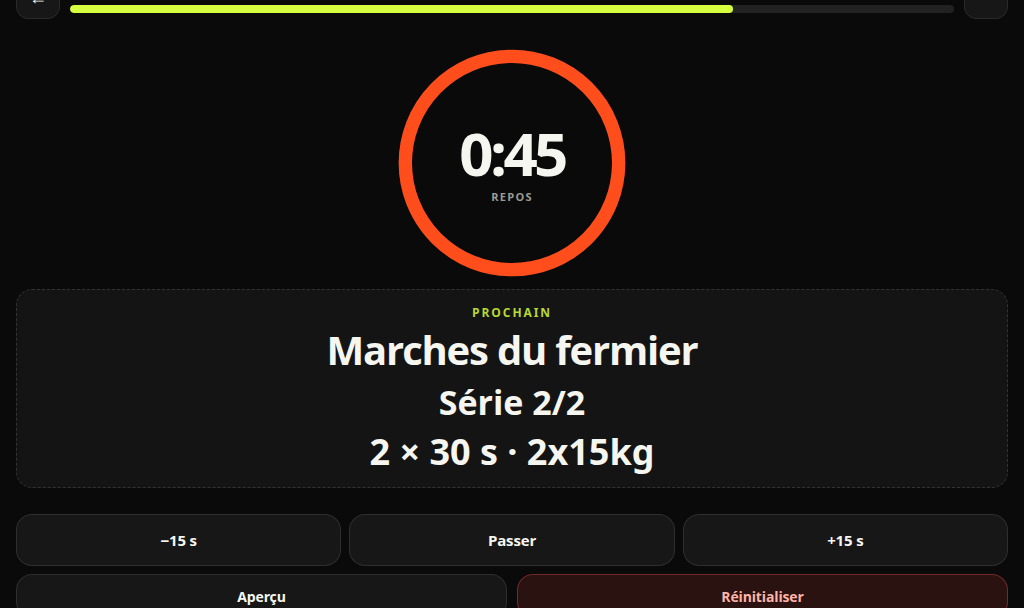 ←
0:45
REPOS
PROCHAIN
Marches du fermier
Série 2/2
2 × 30 s · 2x15kg
−15 s
Passer
+15 s
Aperçu
Réinitialiser